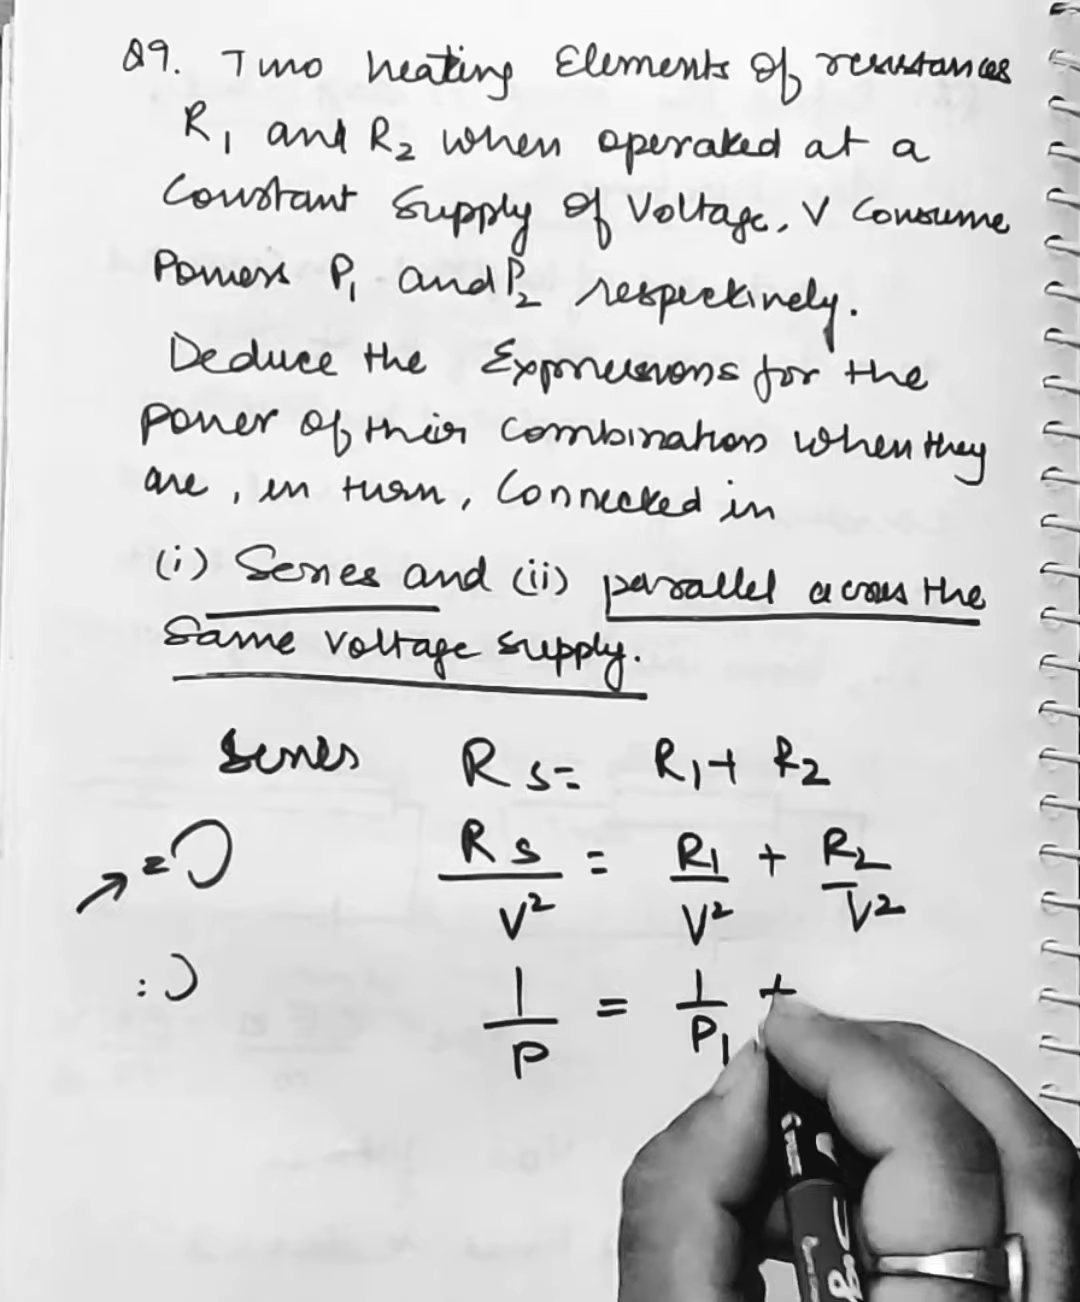 Q9. Two heating Elements of resistances
R₁ and R₂ when operated at a
Constant Supply of Voltage, V Consume
Powers P₁ and P₂ respectively.
Deduce the Expressions for the
power of their combination when they
are, in turn, Connected in
(i) Series and (ii) parallel across the
Same voltage supply.
Series R s = R₁ + R₂
R s / V² = R₁ / V² + R₂ / V²
1 / P = 1 / P₁ +